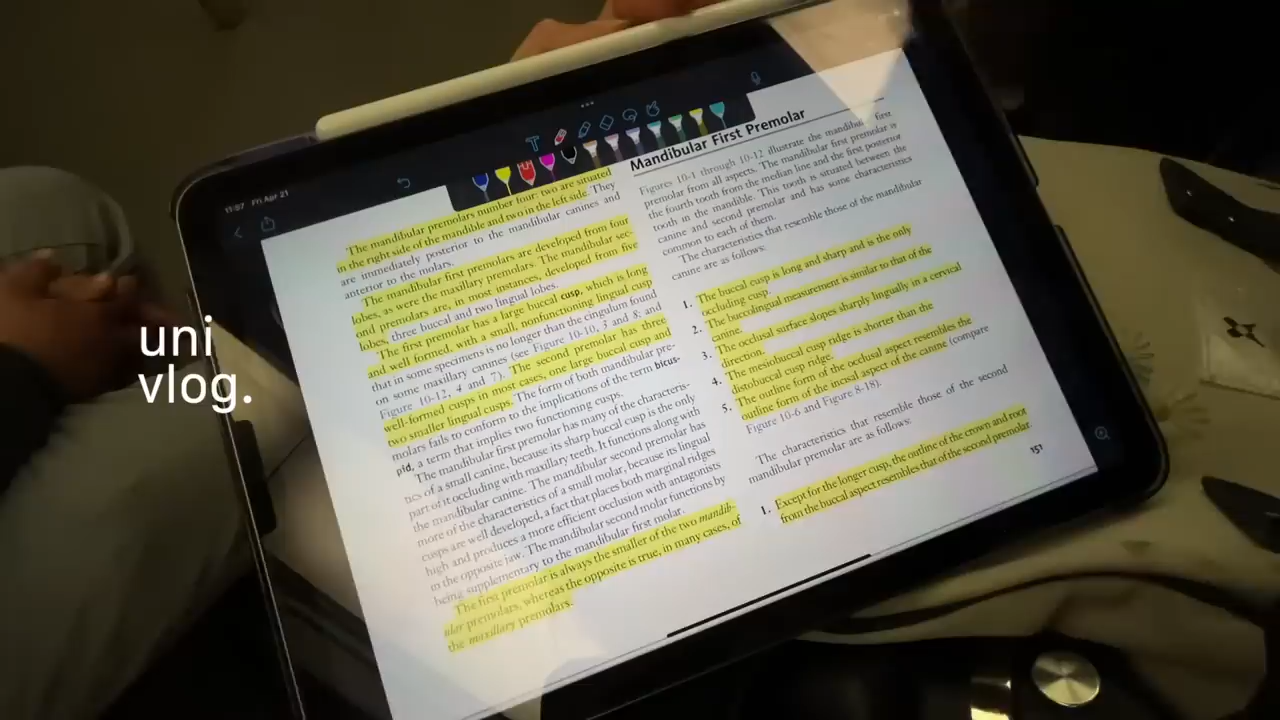 11:07 Fri Apr 21
uni
vlog.
The mandibular premolars number four: two are situated
in the right side of the mandible and two in the left side. They
are immediately posterior to the mandibular canines and
anterior to the molars.
The mandibular first premolars are developed from four
lobes, as were the maxillary premolars. The mandibular sec-
ond premolars are, in most instances, developed from five
lobes, three buccal and two lingual lobes.
The first premolar has a large buccal cusp, which is long
and well formed, with a small, nonfunctioning lingual cusp
that in some specimens is no longer than the cingulum found
on some maxillary canines (see Figure 10-10, 3 and 8; and
Figure 10-12, 4 and 7). The second premolar has three
well-formed cusps in most cases, one large buccal cusp and
two smaller lingual cusps. The form of both mandibular pre-
molars fails to conform to the implications of the term bicus-
pid, a term that implies two functioning cusps.
The mandibular first premolar has many of the characteris-
tics of a small canine, because its sharp buccal cusp is the only
part of it occluding with maxillary teeth. It functions along with
the mandibular canine. The mandibular second premolar has
more of the characteristics of a small molar, because its lingual
cusps are well developed, a fact that places both marginal ridges
high and produces a more efficient occlusion with antagonists
in the opposite jaw. The mandibular second molar functions by
being supplementary to the mandibular first molar.
The first premolar is always the smaller of the two mandib-
ular premolars, whereas the opposite is true, in many cases, of
the maxillary premolars.
Mandibular First Premolar
Figures 10-1 through 10-12 illustrate the mandibular first
premolar from all aspects. The mandibular first premolar is
the fourth tooth from the median line and the first posterior
tooth in the mandible. This tooth is situated between the
canine and second premolar and has some characteristics
common to each of them.
The characteristics that resemble those of the mandibular
canine are as follows:
1. The buccal cusp is long and sharp and is the only
occluding cusp.
2. The buccolingual measurement is similar to that of the
canine.
3. The occlusal surface slopes sharply lingually in a cervical
direction.
4. The mesiobuccal cusp ridge is shorter than the
distobuccal cusp ridge.
5. The outline form of the occlusal aspect resembles the
outline form of the incisal aspect of the canine (compare
Figure 10-6 and Figure 8-18).
The characteristics that resemble those of the second
mandibular premolar are as follows:
1. Except for the longer cusp, the outline of the crown and root
from the buccal aspect resembles that of the second premolar.
151